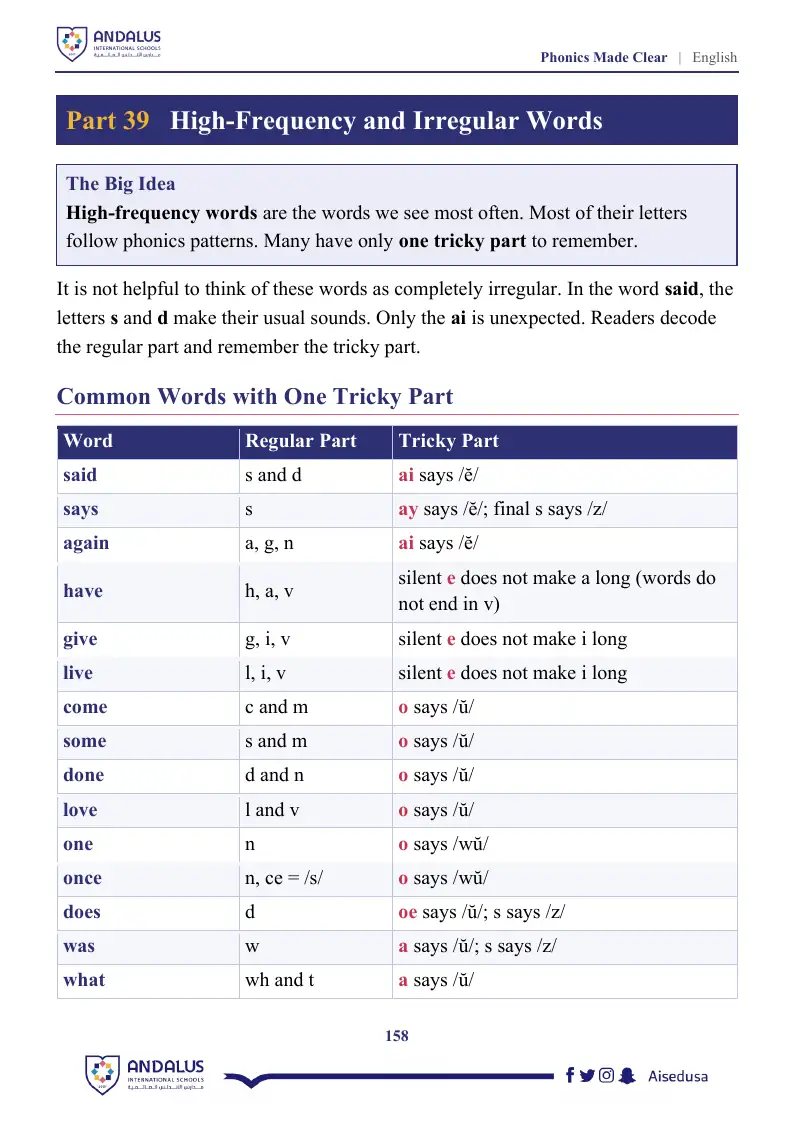 ANDALUS
INTERNATIONAL SCHOOLS
مدارس الأندلس العالمية
Phonics Made Clear | English
Part 39 High-Frequency and Irregular Words
The Big Idea
High-frequency words are the words we see most often. Most of their letters
follow phonics patterns. Many have only one tricky part to remember.
It is not helpful to think of these words as completely irregular. In the word said, the
letters s and d make their usual sounds. Only the ai is unexpected. Readers decode
the regular part and remember the tricky part.
Common Words with One Tricky Part
Word Regular Part Tricky Part
said s and d ai says /ĕ/
says s ay says /ĕ/; final s says /z/
again a, g, n ai says /ĕ/
have h, a, v silent e does not make a long (words do
not end in v)
give g, i, v silent e does not make i long
live l, i, v silent e does not make i long
come c and m o says /ŭ/
some s and m o says /ŭ/
done d and n o says /ŭ/
love l and v o says /ŭ/
one n o says /wŭ/
once n, ce = /s/ o says /wŭ/
does d oe says /ŭ/; s says /z/
was w a says /ŭ/; s says /z/
what wh and t a says /ŭ/
158
ANDALUS
INTERNATIONAL SCHOOLS
مدارس الأندلس العالمية
Aisedusa